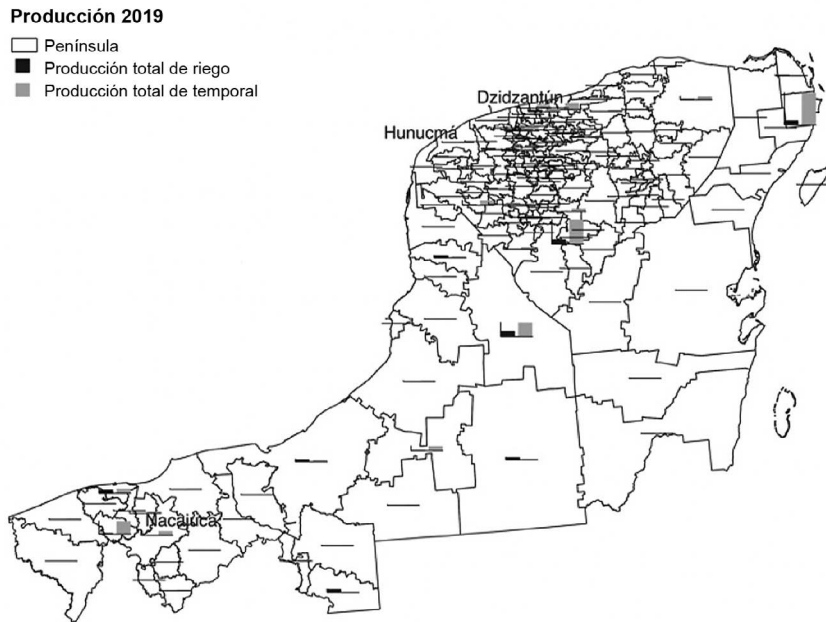 Producción 2019
Península
Producción total de riego
Producción total de temporal
Dzidzantún
Hunucmá
Nacajuca